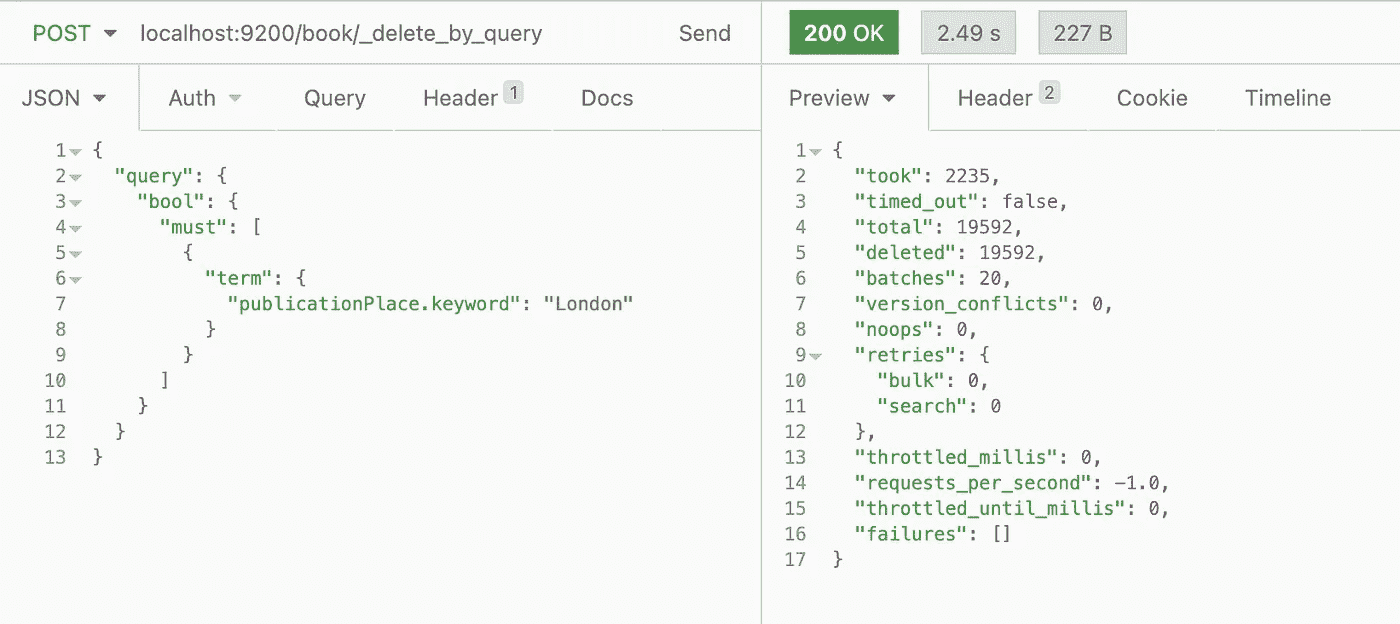 POST localhost:9200/book/_delete_by_query Send
JSON Auth Query Header 1 Docs
1 {
2 "query": {
3 "bool": {
4 "must": [
5 {
6 "term": {
7 "publicationPlace.keyword": "London"
8 }
9 }
10 ]
11 }
12 }
13 }
200 OK 2.49 s 227 B
Preview Header 2 Cookie Timeline
1 {
2 "took": 2235,
3 "timed_out": false,
4 "total": 19592,
5 "deleted": 19592,
6 "batches": 20,
7 "version_conflicts": 0,
8 "noops": 0,
9 "retries": {
10 "bulk": 0,
11 "search": 0
12 },
13 "throttled_millis": 0,
14 "requests_per_second": -1.0,
15 "throttled_until_millis": 0,
16 "failures": []
17 }